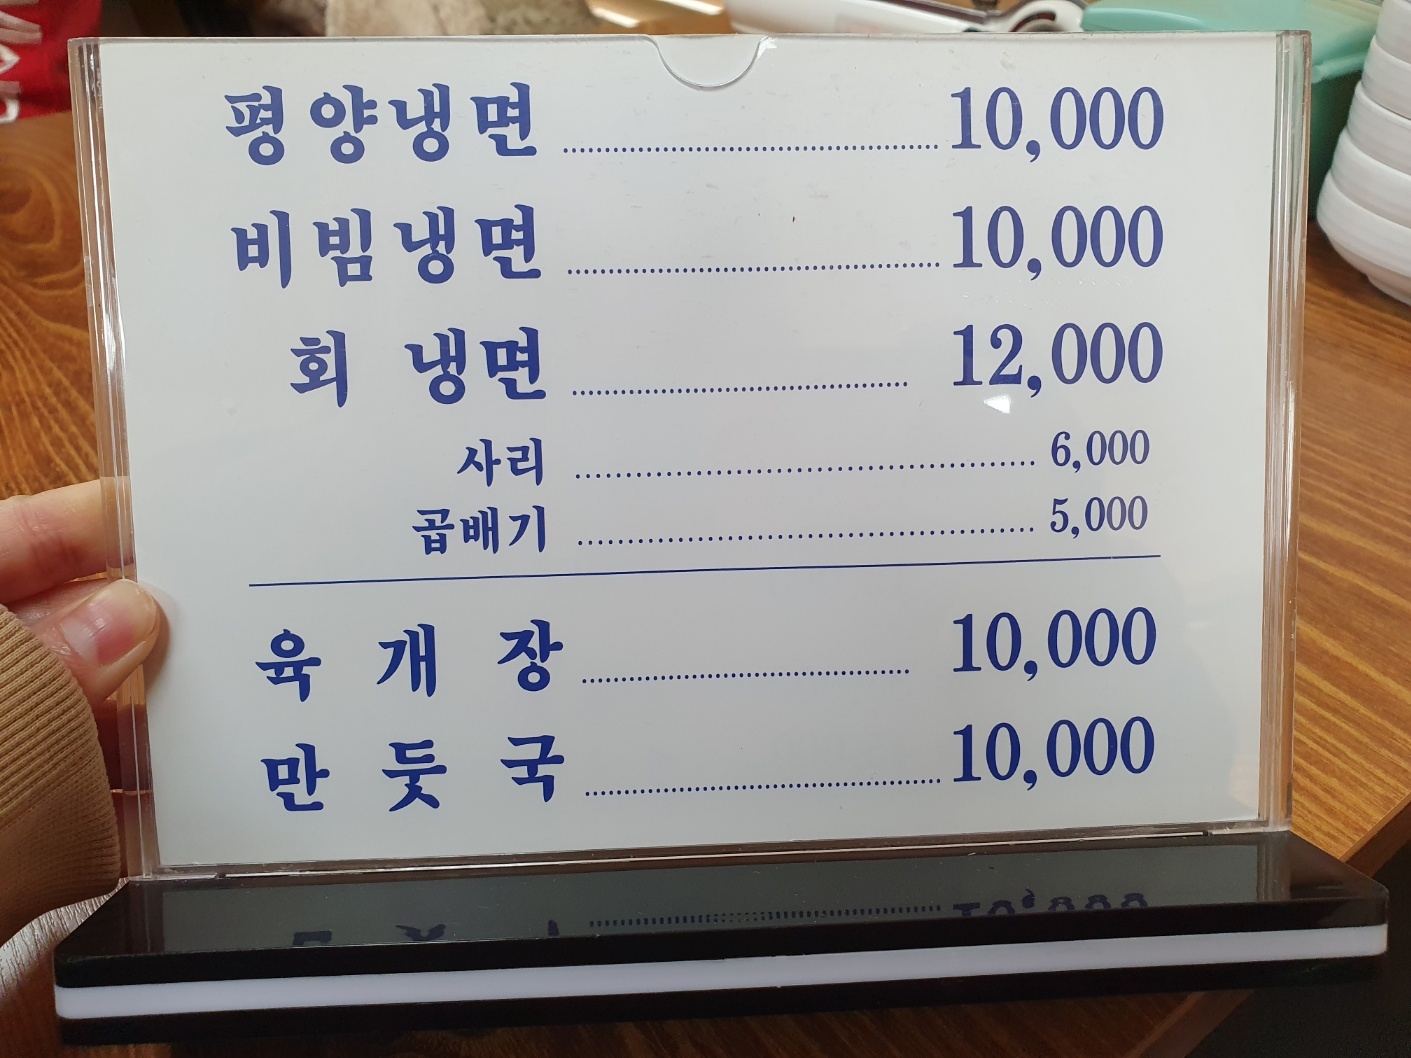 평양냉면 ........ 10,000
비빔냉면 ........ 10,000
회 냉면 ........ 12,000
사리 ........ 6,000
곱배기 ........ 5,000
육 개 장 ........ 10,000
만 둣 국 ........ 10,000